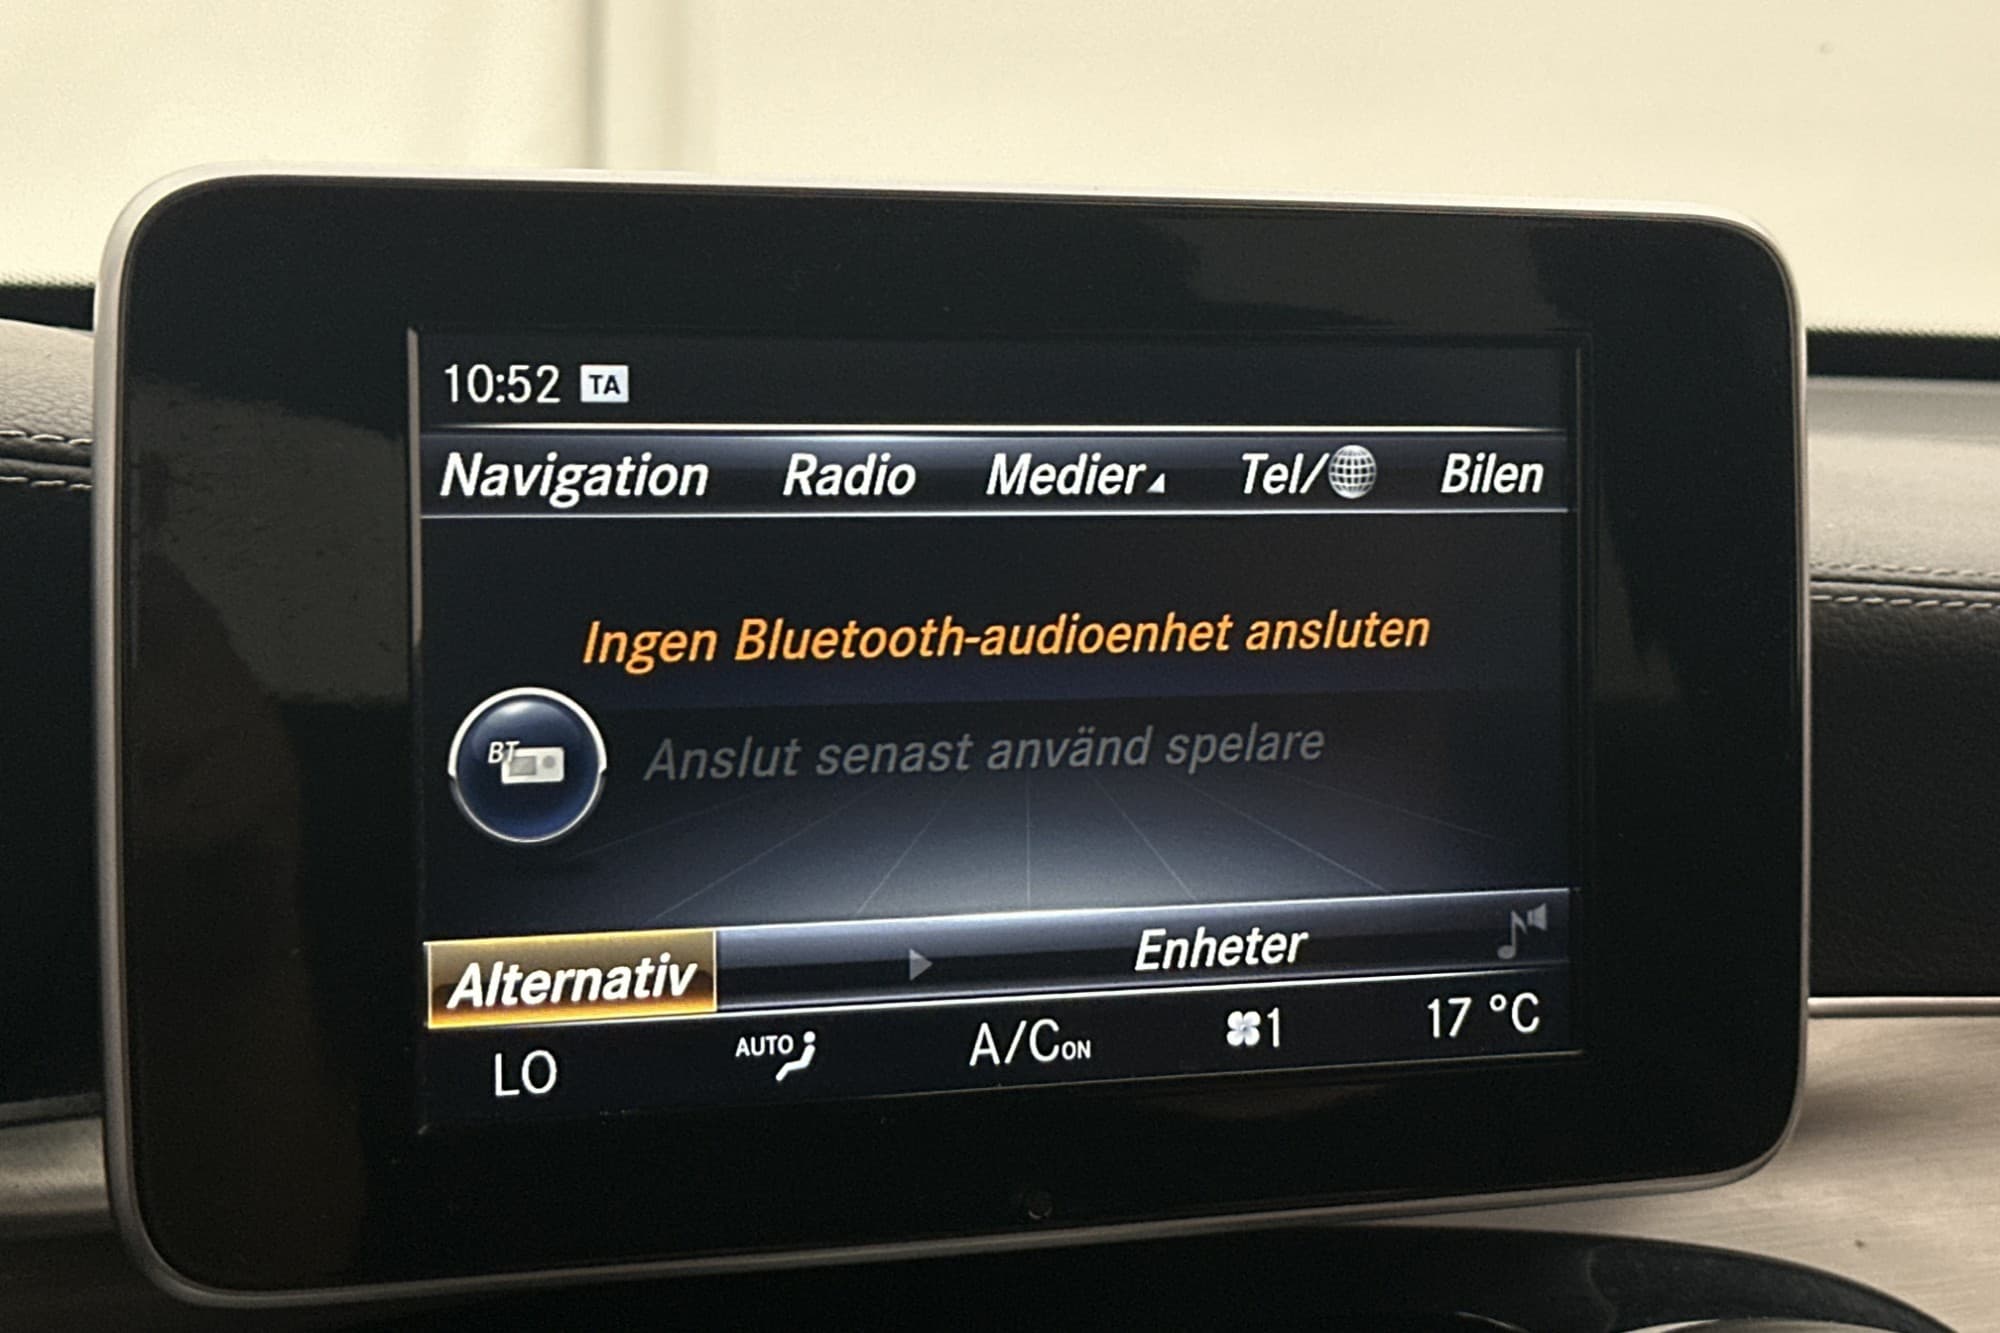 10:52 TA
Navigation Radio Medier Tel/ Bilen
Ingen Bluetooth-audioenhet ansluten
BT
Anslut senast använd spelare
Alternativ Enheter
LO AUTO A/C ON 1 17 °C